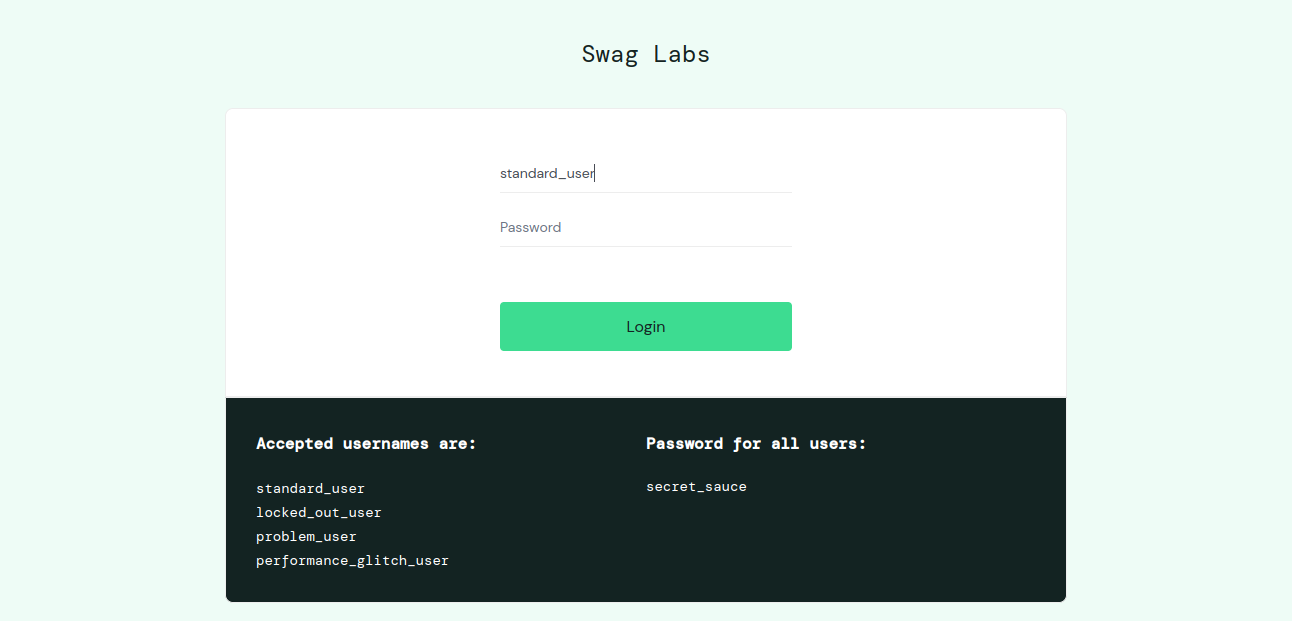 Swag Labs
standard_user
Password
Login
Accepted usernames are:
standard_user
locked_out_user
problem_user
performance_glitch_user
Password for all users:
secret_sauce